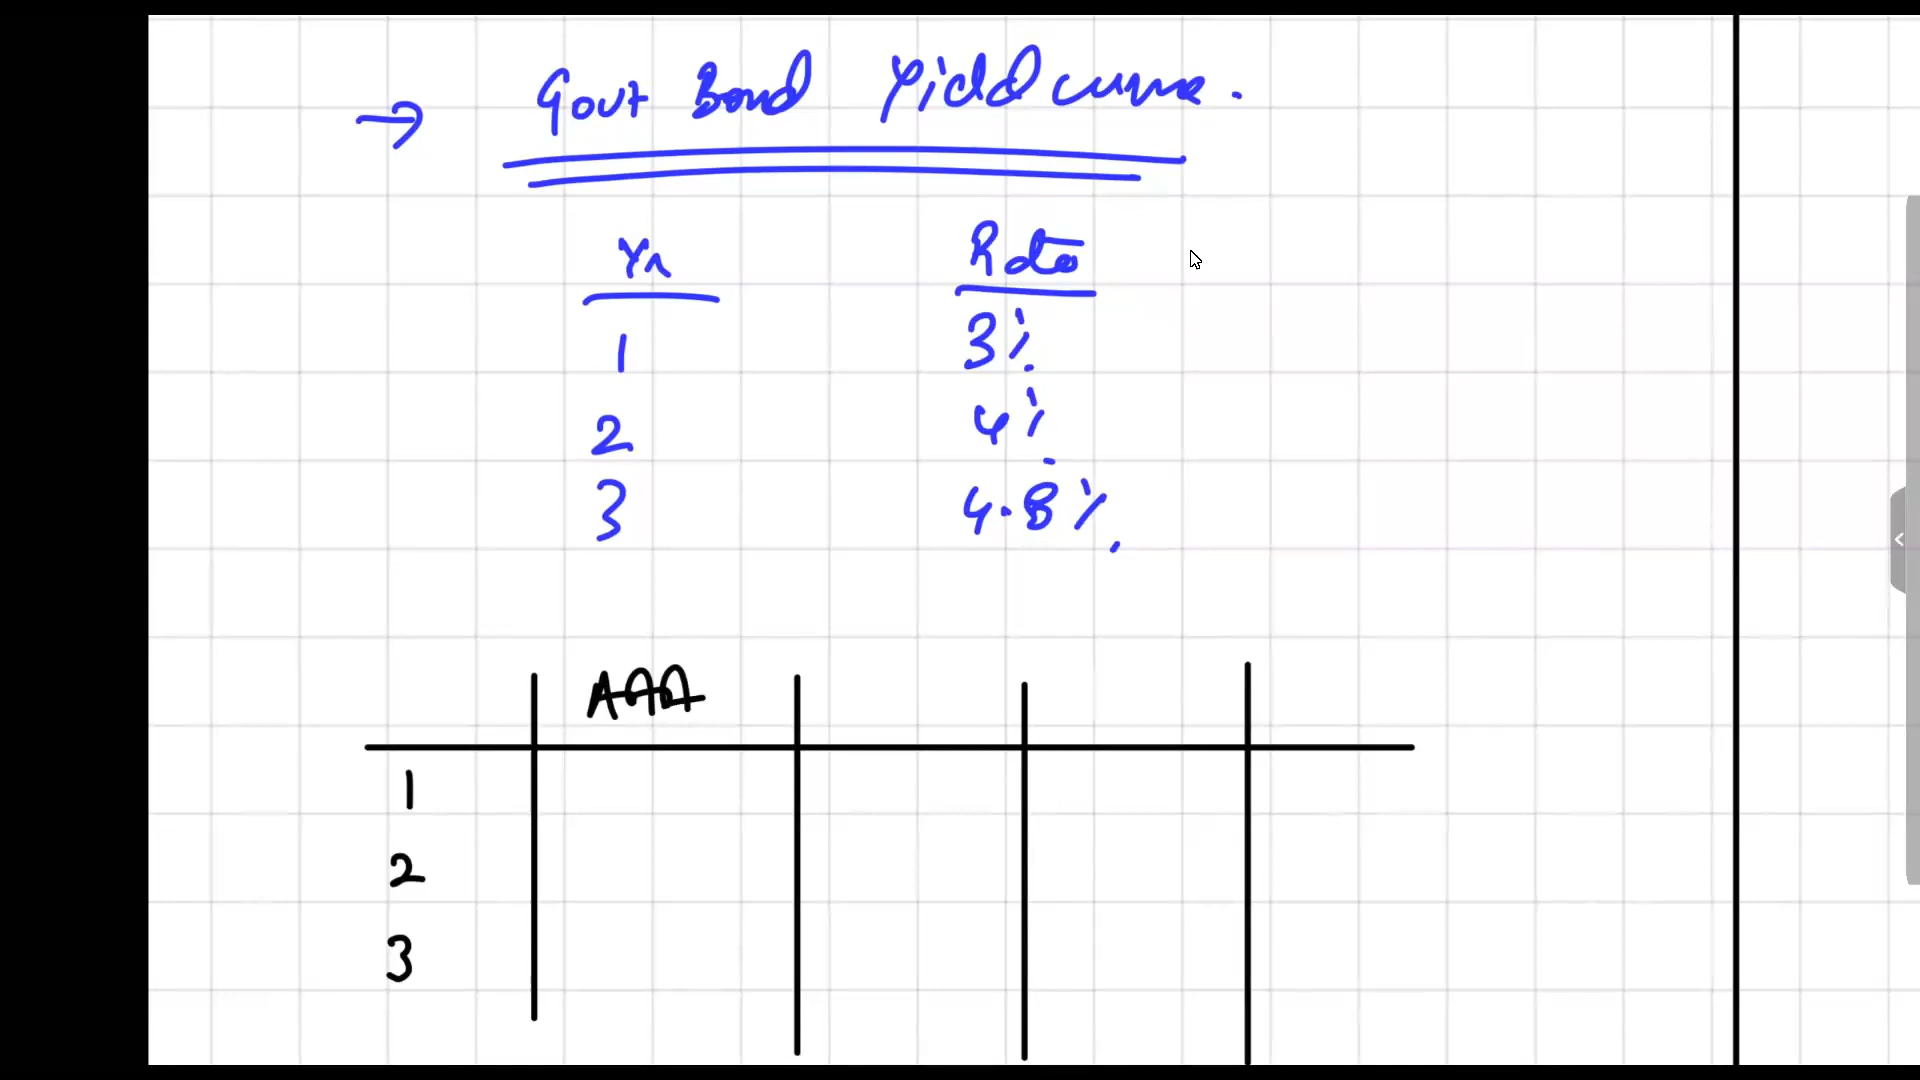 → Govt Bond Yield curve.
Yr Rate
1 3%
2 4%
3 4.8%
AAA
1
2
3